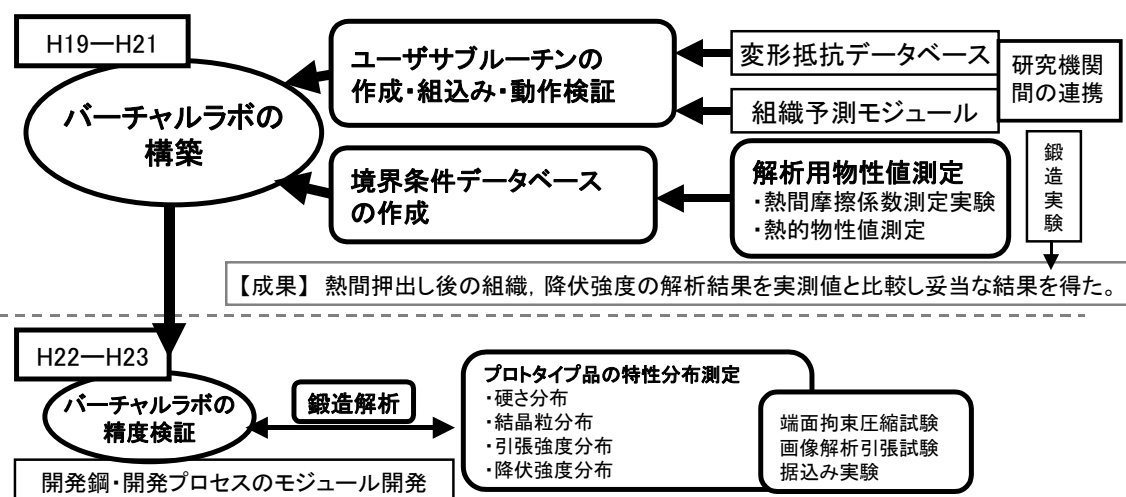 H19―H21
バーチャルラボの
構築
ユーザサブルーチンの
作成・組込み・動作検証
変形抵抗データベース
組織予測モジュール
研究機関
間の連携
境界条件データベース
の作成
解析用物性値測定
・熱間摩擦係数測定実験
・熱的物性値測定
鍛造実験
【成果】 熱間押出し後の組織，降伏強度の解析結果を実測値と比較し妥当な結果を得た。
H22―H23
バーチャルラボの
精度検証
鍛造解析
プロトタイプ品の特性分布測定
・硬さ分布
・結晶粒分布
・引張強度分布
・降伏強度分布
端面拘束圧縮試験
画像解析引張試験
据込み実験
開発鋼・開発プロセスのモジュール開発